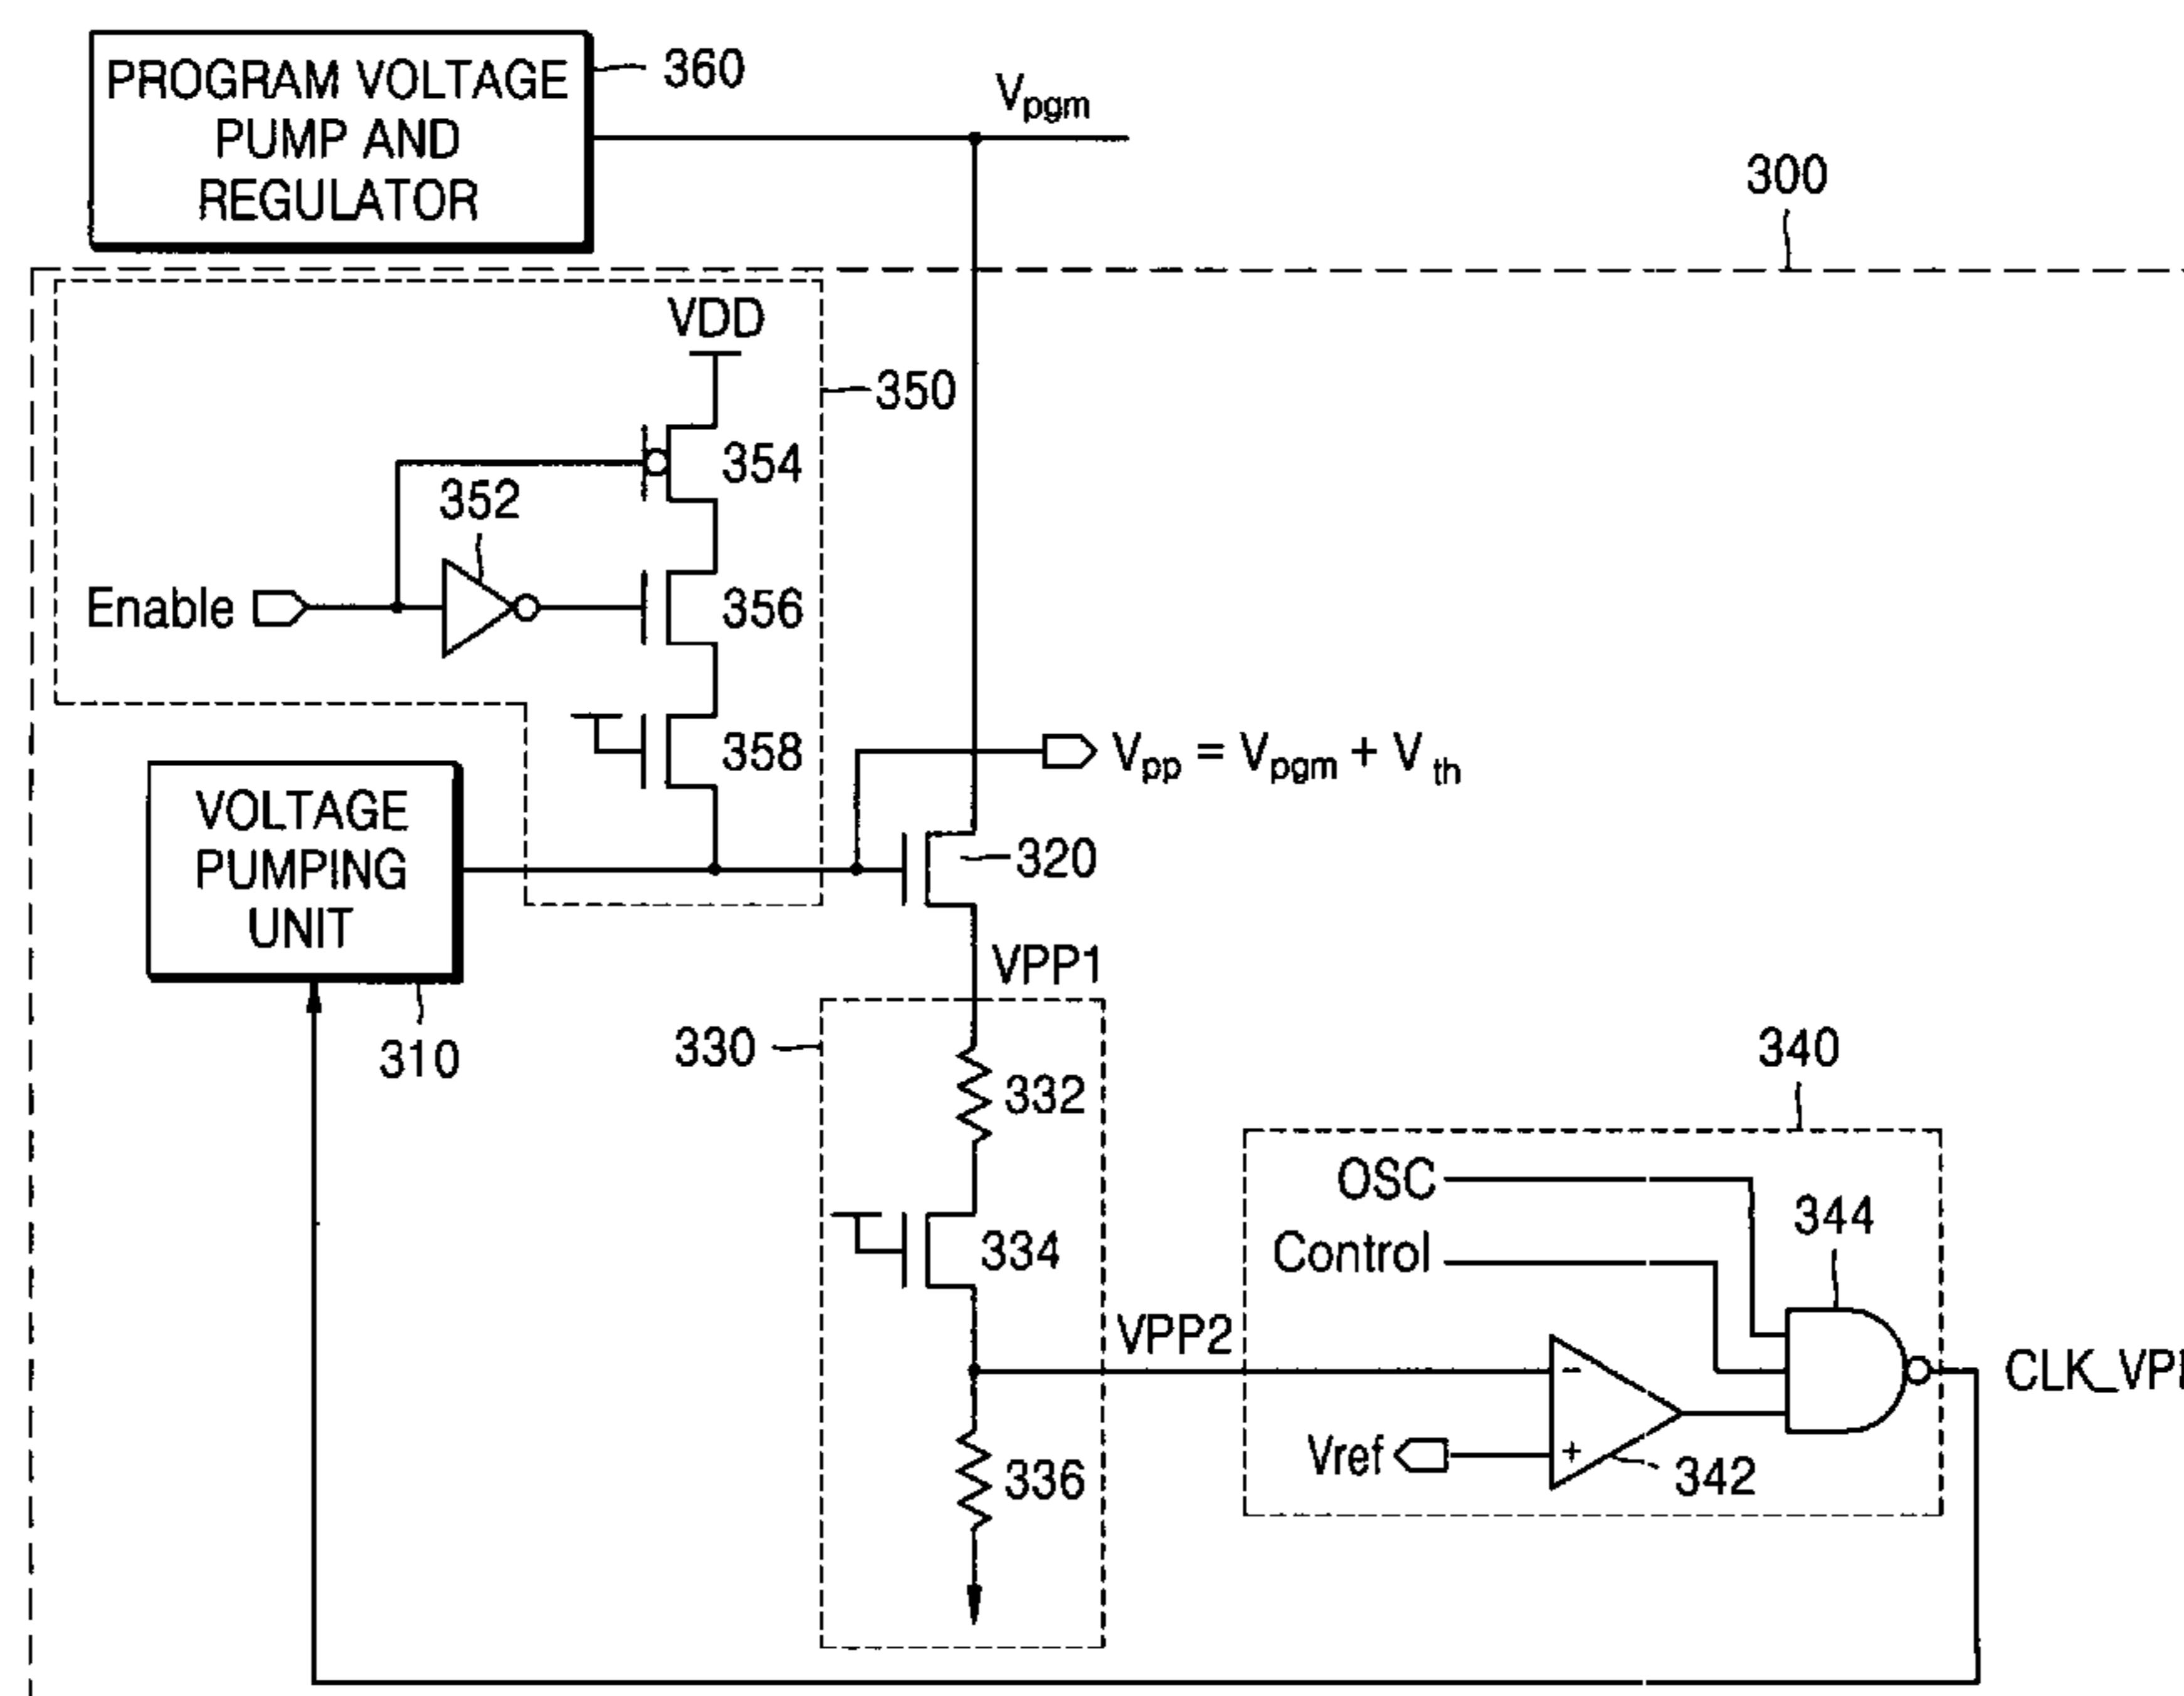 PROGRAM VOLTAGE
PUMP AND
REGULATOR
360
Vpgm
300
VDD
350
354
352
Enable
356
358
Vpp = Vpgm + Vth
VOLTAGE
PUMPING
UNIT
320
VPP1
310
330
332
340
OSC
344
334
Control
VPP2
CLK_VP
Vref
-
+
342
336